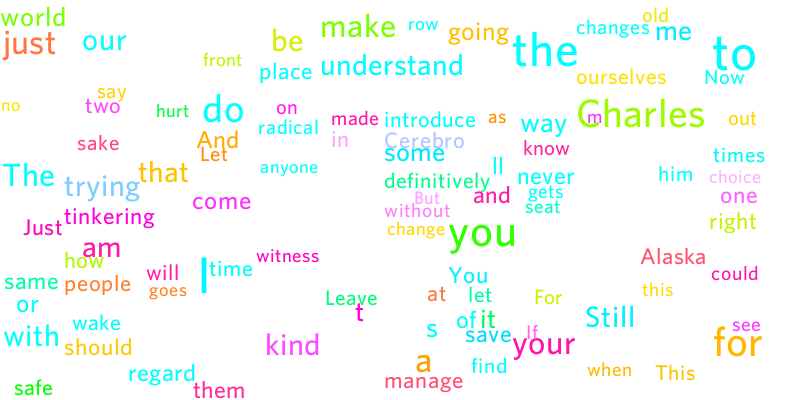 world
old
just
our
be
make
row
going
the
changes
me
to
front
place
understand
ourselves
Now
no
say
two
hurt
do
on
radical
made
introduce
as
way
Charles
m
out
sake
And
Let
in
Cerebro
some
know
times
The
trying
that
anyone
definitively
ll
never
him
choice
come
But
and
gets
seat
one
Just
tinkering
without
change
you
right
am
how
witness
Alaska
same
people
will
goes
I
time
You
could
or
Leave
t
at
let
For
this
with
wake
should
kind
s
of
it
save
If
your
Still
see
for
safe
regard
them
a
manage
find
when
This